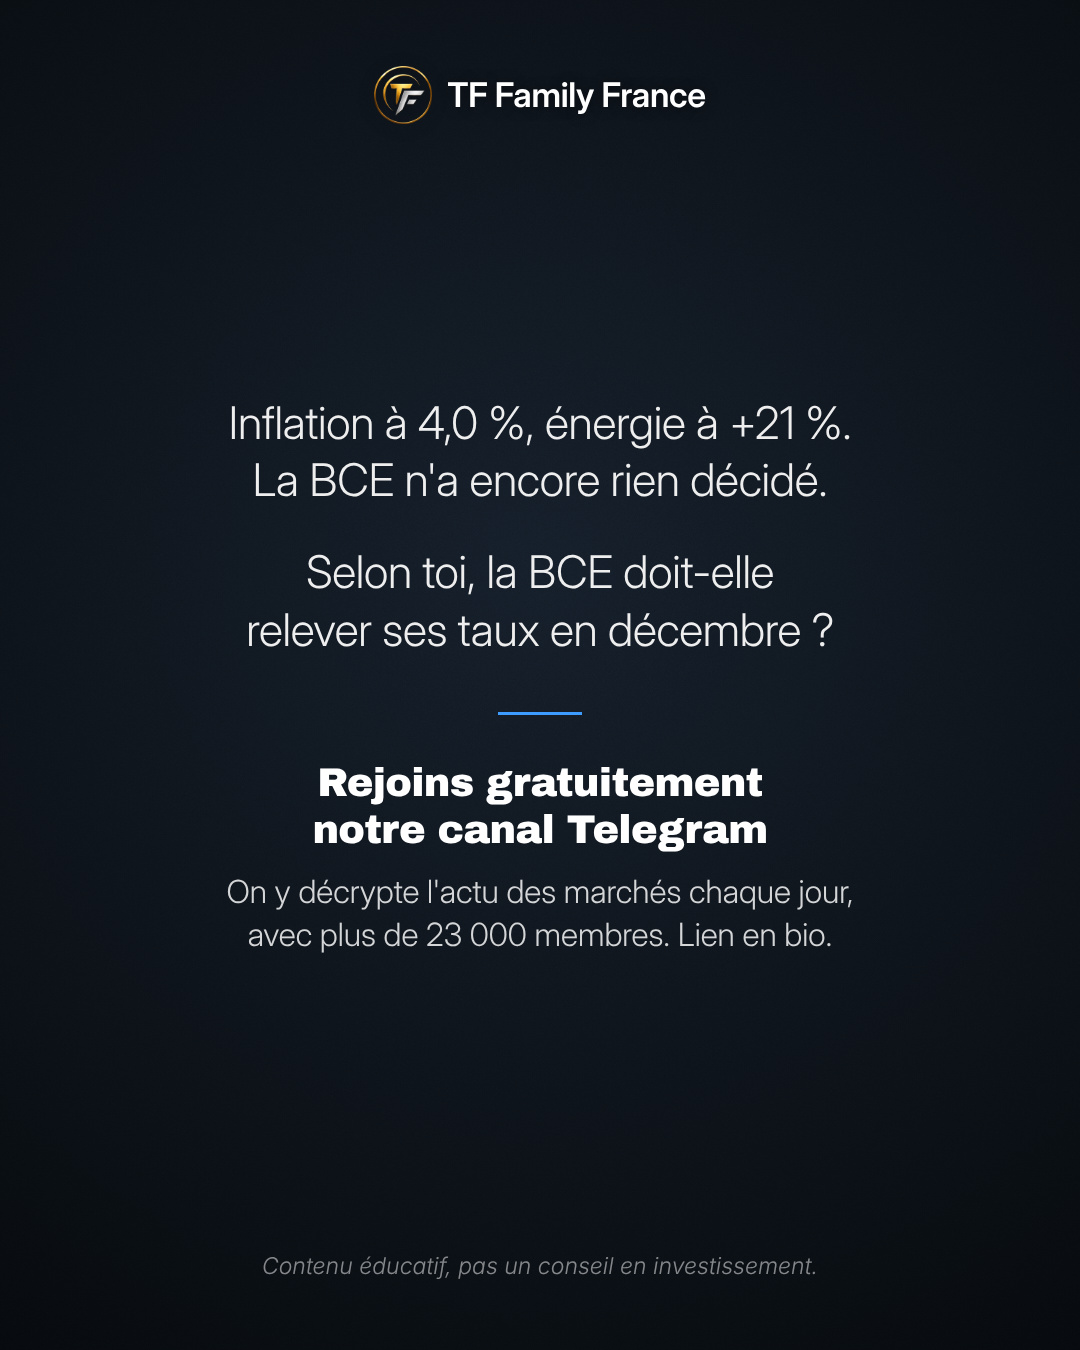 TF TF Family France
Inflation à 4,0 %, énergie à +21 %.
La BCE n'a encore rien décidé.
Selon toi, la BCE doit-elle
relever ses taux en décembre ?
Rejoins gratuitement
notre canal Telegram
On y décrypte l'actu des marchés chaque jour,
avec plus de 23 000 membres. Lien en bio.
Contenu éducatif, pas un conseil en investissement.